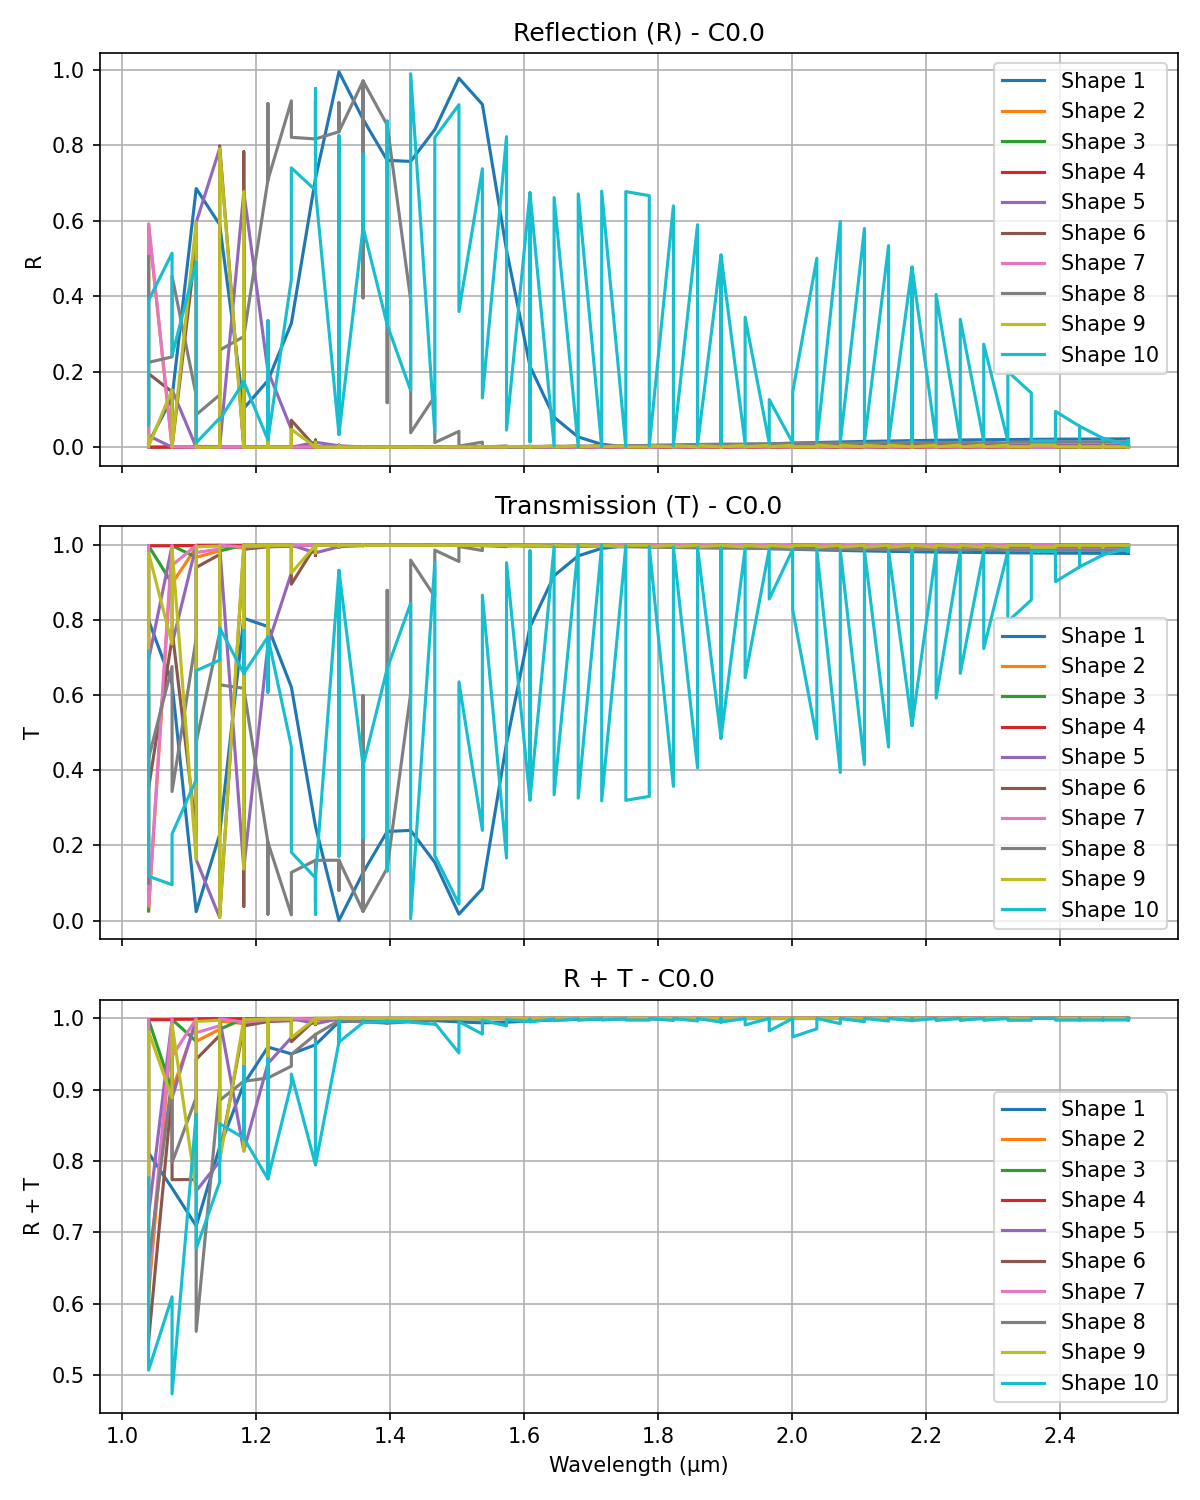 Reflection (R) - C0.0
1.0
0.8
0.6
0.4
0.2
0.0
R
Shape 1
Shape 2
Shape 3
Shape 4
Shape 5
Shape 6
Shape 7
Shape 8
Shape 9
Shape 10
Transmission (T) - C0.0
1.0
0.8
0.6
0.4
0.2
0.0
T
Shape 1
Shape 2
Shape 3
Shape 4
Shape 5
Shape 6
Shape 7
Shape 8
Shape 9
Shape 10
R + T - C0.0
1.0
0.9
0.8
0.7
0.6
0.5
R + T
Shape 1
Shape 2
Shape 3
Shape 4
Shape 5
Shape 6
Shape 7
Shape 8
Shape 9
Shape 10
1.0 1.2 1.4 1.6 1.8 2.0 2.2 2.4
Wavelength (μm)